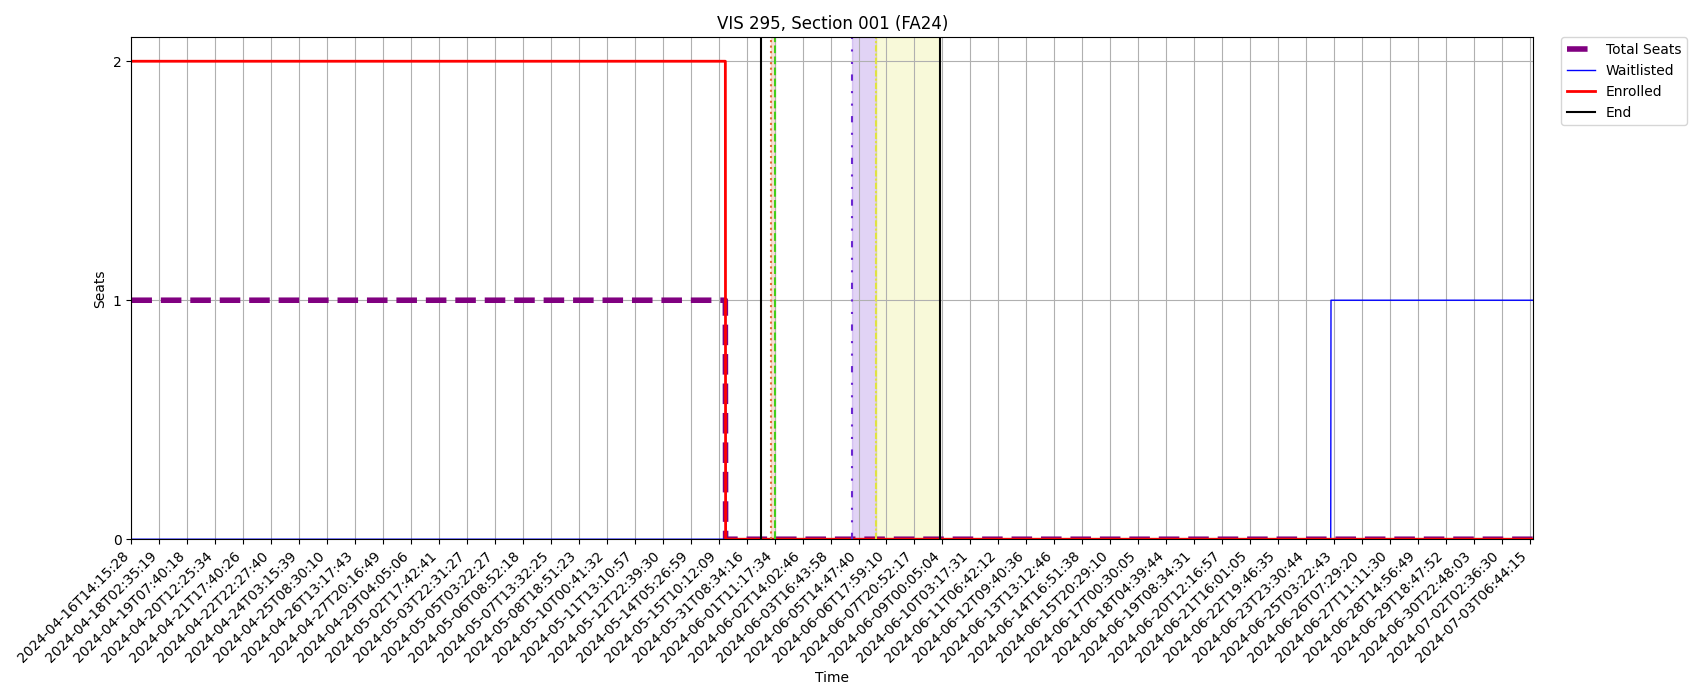 VIS 295, Section 001 (FA24)
Total Seats
Waitlisted
Enrolled
End
Seats
2
1
0
2024-04-16T14:15:28
2024-04-18T02:35:19
2024-04-19T07:40:18
2024-04-20T12:25:34
2024-04-21T17:40:26
2024-04-22T22:27:40
2024-04-24T03:15:39
2024-04-25T08:30:10
2024-04-26T13:17:43
2024-04-27T20:16:49
2024-04-29T04:05:06
2024-05-02T17:42:41
2024-05-03T22:31:27
2024-05-05T03:22:27
2024-05-06T08:52:18
2024-05-07T13:32:25
2024-05-08T18:51:23
2024-05-10T00:41:32
2024-05-11T13:10:57
2024-05-12T22:39:30
2024-05-14T05:26:59
2024-05-15T10:12:09
2024-05-31T08:34:16
2024-06-01T11:17:34
2024-06-02T14:02:46
2024-06-03T16:43:58
2024-06-05T14:47:40
2024-06-06T17:59:10
2024-06-07T20:52:17
2024-06-09T00:05:04
2024-06-10T03:17:31
2024-06-11T06:42:12
2024-06-12T09:40:36
2024-06-13T13:12:46
2024-06-14T16:51:38
2024-06-15T20:29:10
2024-06-17T00:30:05
2024-06-18T04:39:44
2024-06-19T08:34:31
2024-06-20T12:16:57
2024-06-21T16:01:05
2024-06-22T19:46:35
2024-06-23T23:30:44
2024-06-25T03:22:43
2024-06-26T07:29:20
2024-06-27T11:11:30
2024-06-28T14:56:49
2024-06-29T18:47:52
2024-06-30T22:48:03
2024-07-02T02:36:30
2024-07-03T06:44:15
Time